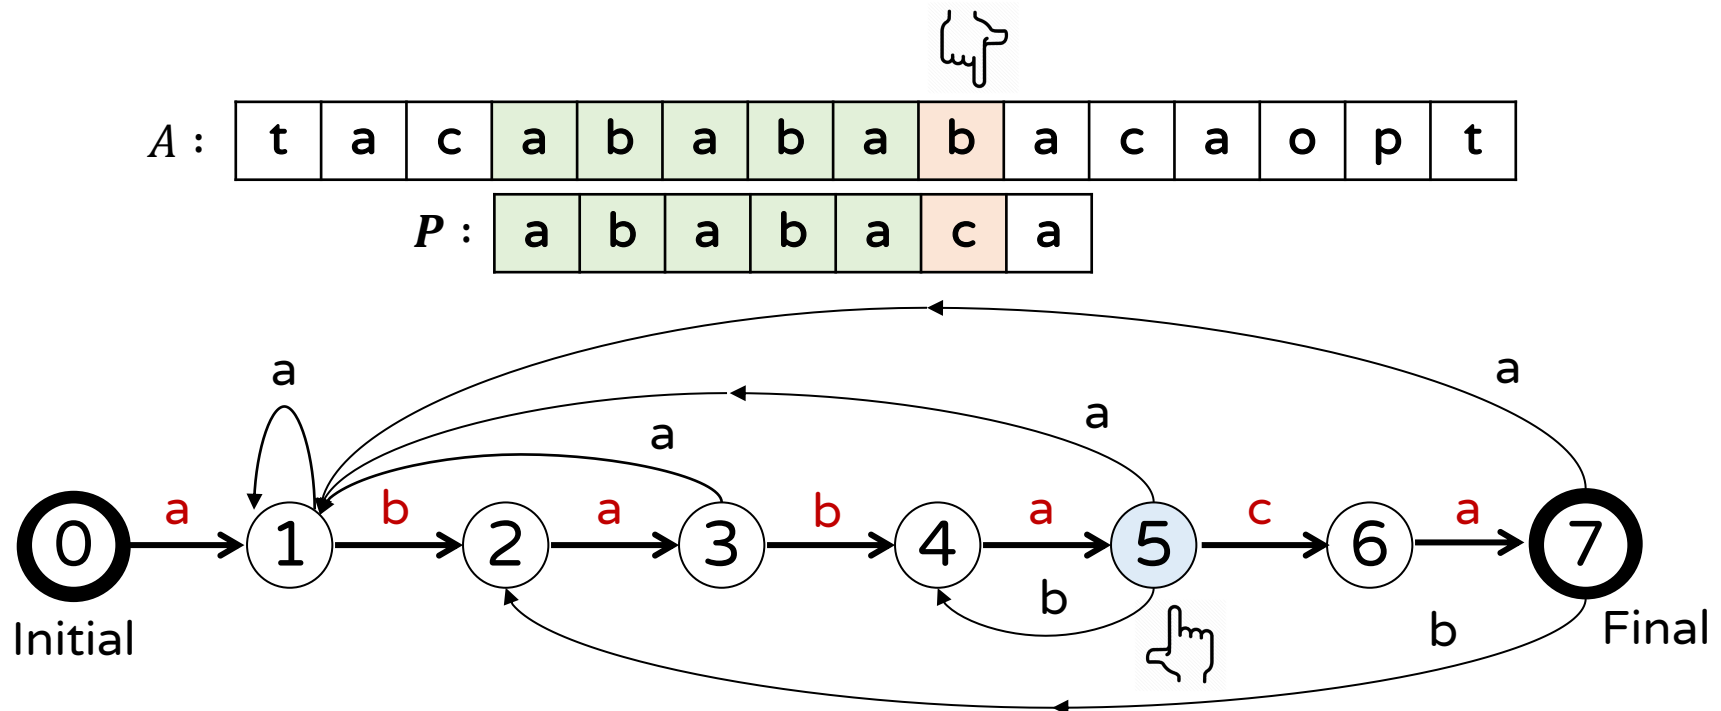 A : t a c a b a b a b a c a o p t
P : a b a b a c a
a
a
a
a
a b a b a c a
0 1 2 3 4 5 6 7
b
b
Initial
Final